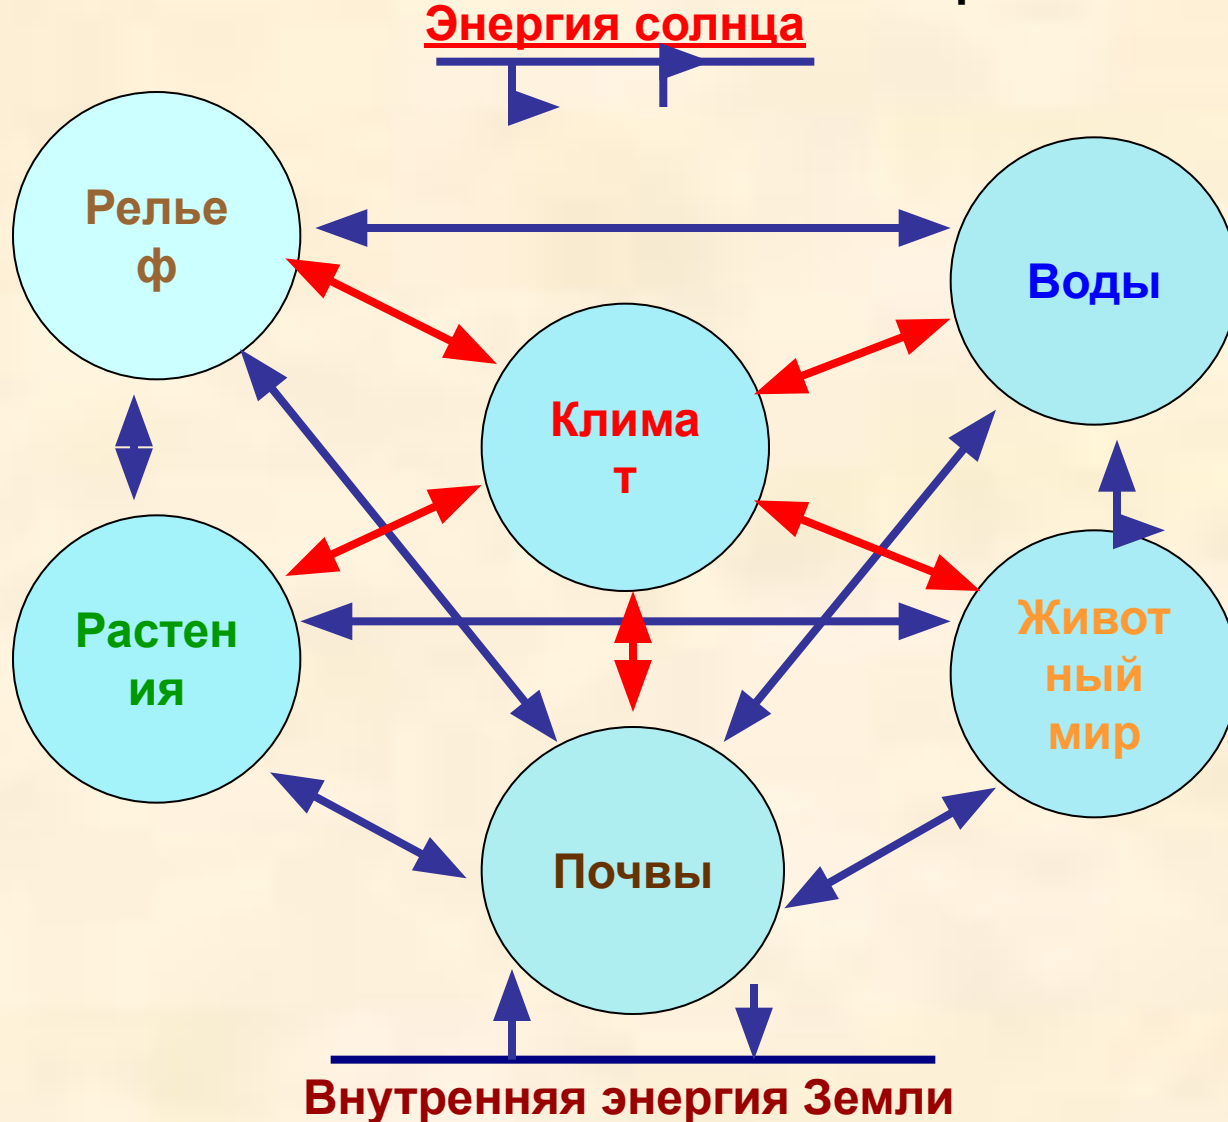 Энергия солнца
Релье
ф
Воды
Клима
т
Растен
ия
Живот
ный
мир
Почвы
Внутренняя энергия Земли